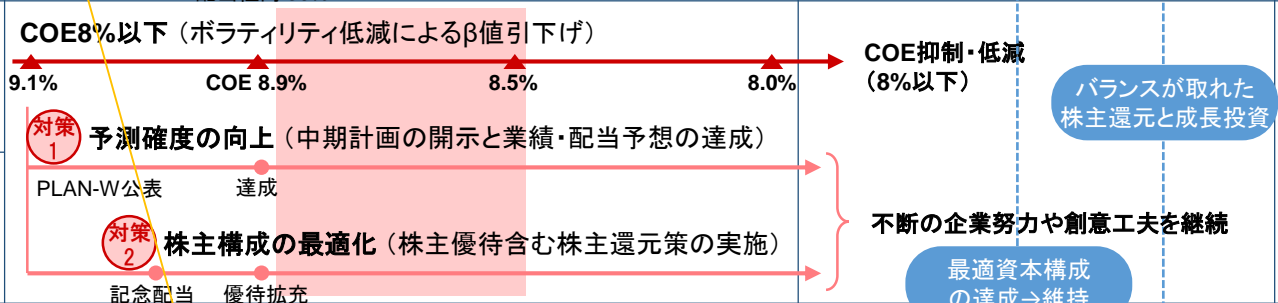 COE8%以下（ボラティリティ低減によるβ値引下げ）
9.1%
COE 8.9%
8.5%
8.0%
COE抑制・低減
（8%以下）
バランスが取れた
株主還元と成長投資
対策
1
予測確度の向上（中期計画の開示と業績・配当予想の達成）
PLAN-W公表
達成
対策
2
株主構成の最適化（株主優待含む株主還元策の実施）
記念配当
優待拡充
不断の企業努力や創意工夫を継続
最適資本構成
の達成→維持